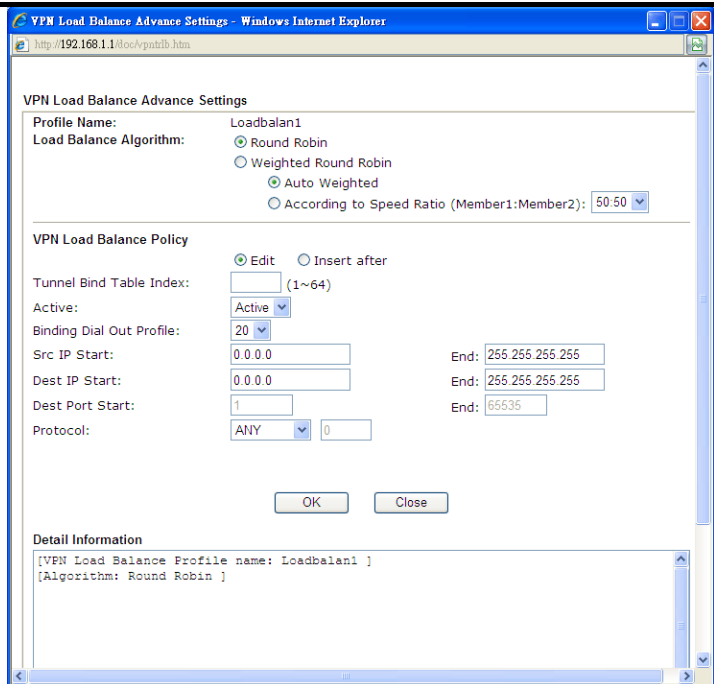 VPN Load Balance Advance Settings - Windows Internet Explorer
http://192.168.1.1/doc/vpntrlb.htm
VPN Load Balance Advance Settings
Profile Name: Loadbalan1
Load Balance Algorithm: Round Robin
Weighted Round Robin
Auto Weighted
According to Speed Ratio (Member1:Member2): 50:50
VPN Load Balance Policy
Edit Insert after
Tunnel Bind Table Index: (1~64)
Active: Active
Binding Dial Out Profile: 20
Src IP Start: 0.0.0.0 End: 255.255.255.255
Dest IP Start: 0.0.0.0 End: 255.255.255.255
Dest Port Start: 1 End: 65535
Protocol: ANY 0
OK Close
Detail Information
[VPN Load Balance Profile name: Loadbalan1 ]
[Algorithm: Round Robin ]